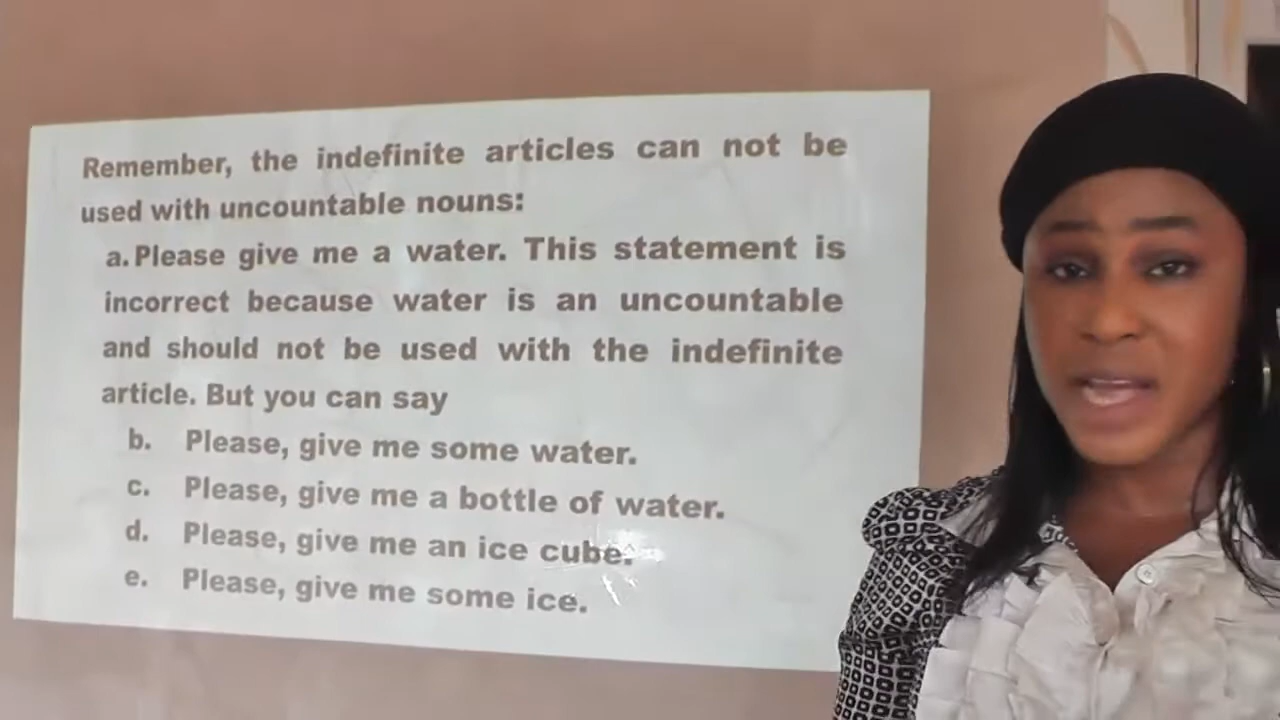 Remember, the indefinite articles can not be
used with uncountable nouns:
a. Please give me a water. This statement is
incorrect because water is an uncountable
and should not be used with the indefinite
article. But you can say
b. Please, give me some water.
c. Please, give me a bottle of water.
d. Please, give me an ice cube.
e. Please, give me some ice.